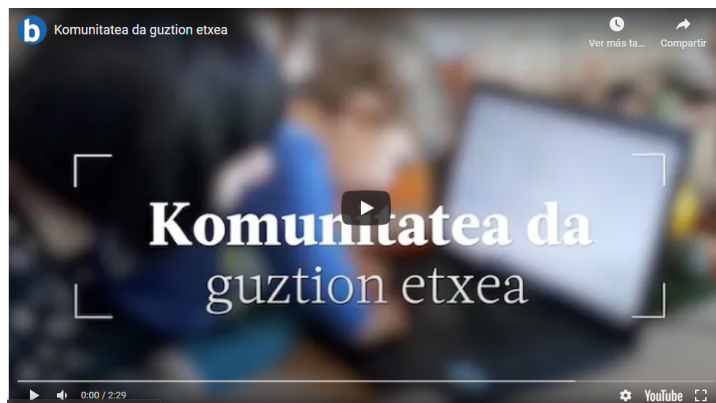 b
Komunitatea da guztion etxea
Ver más ta...
Compartir
Komunitatea da
guztion etxea
0:00 / 2:29
YouTube